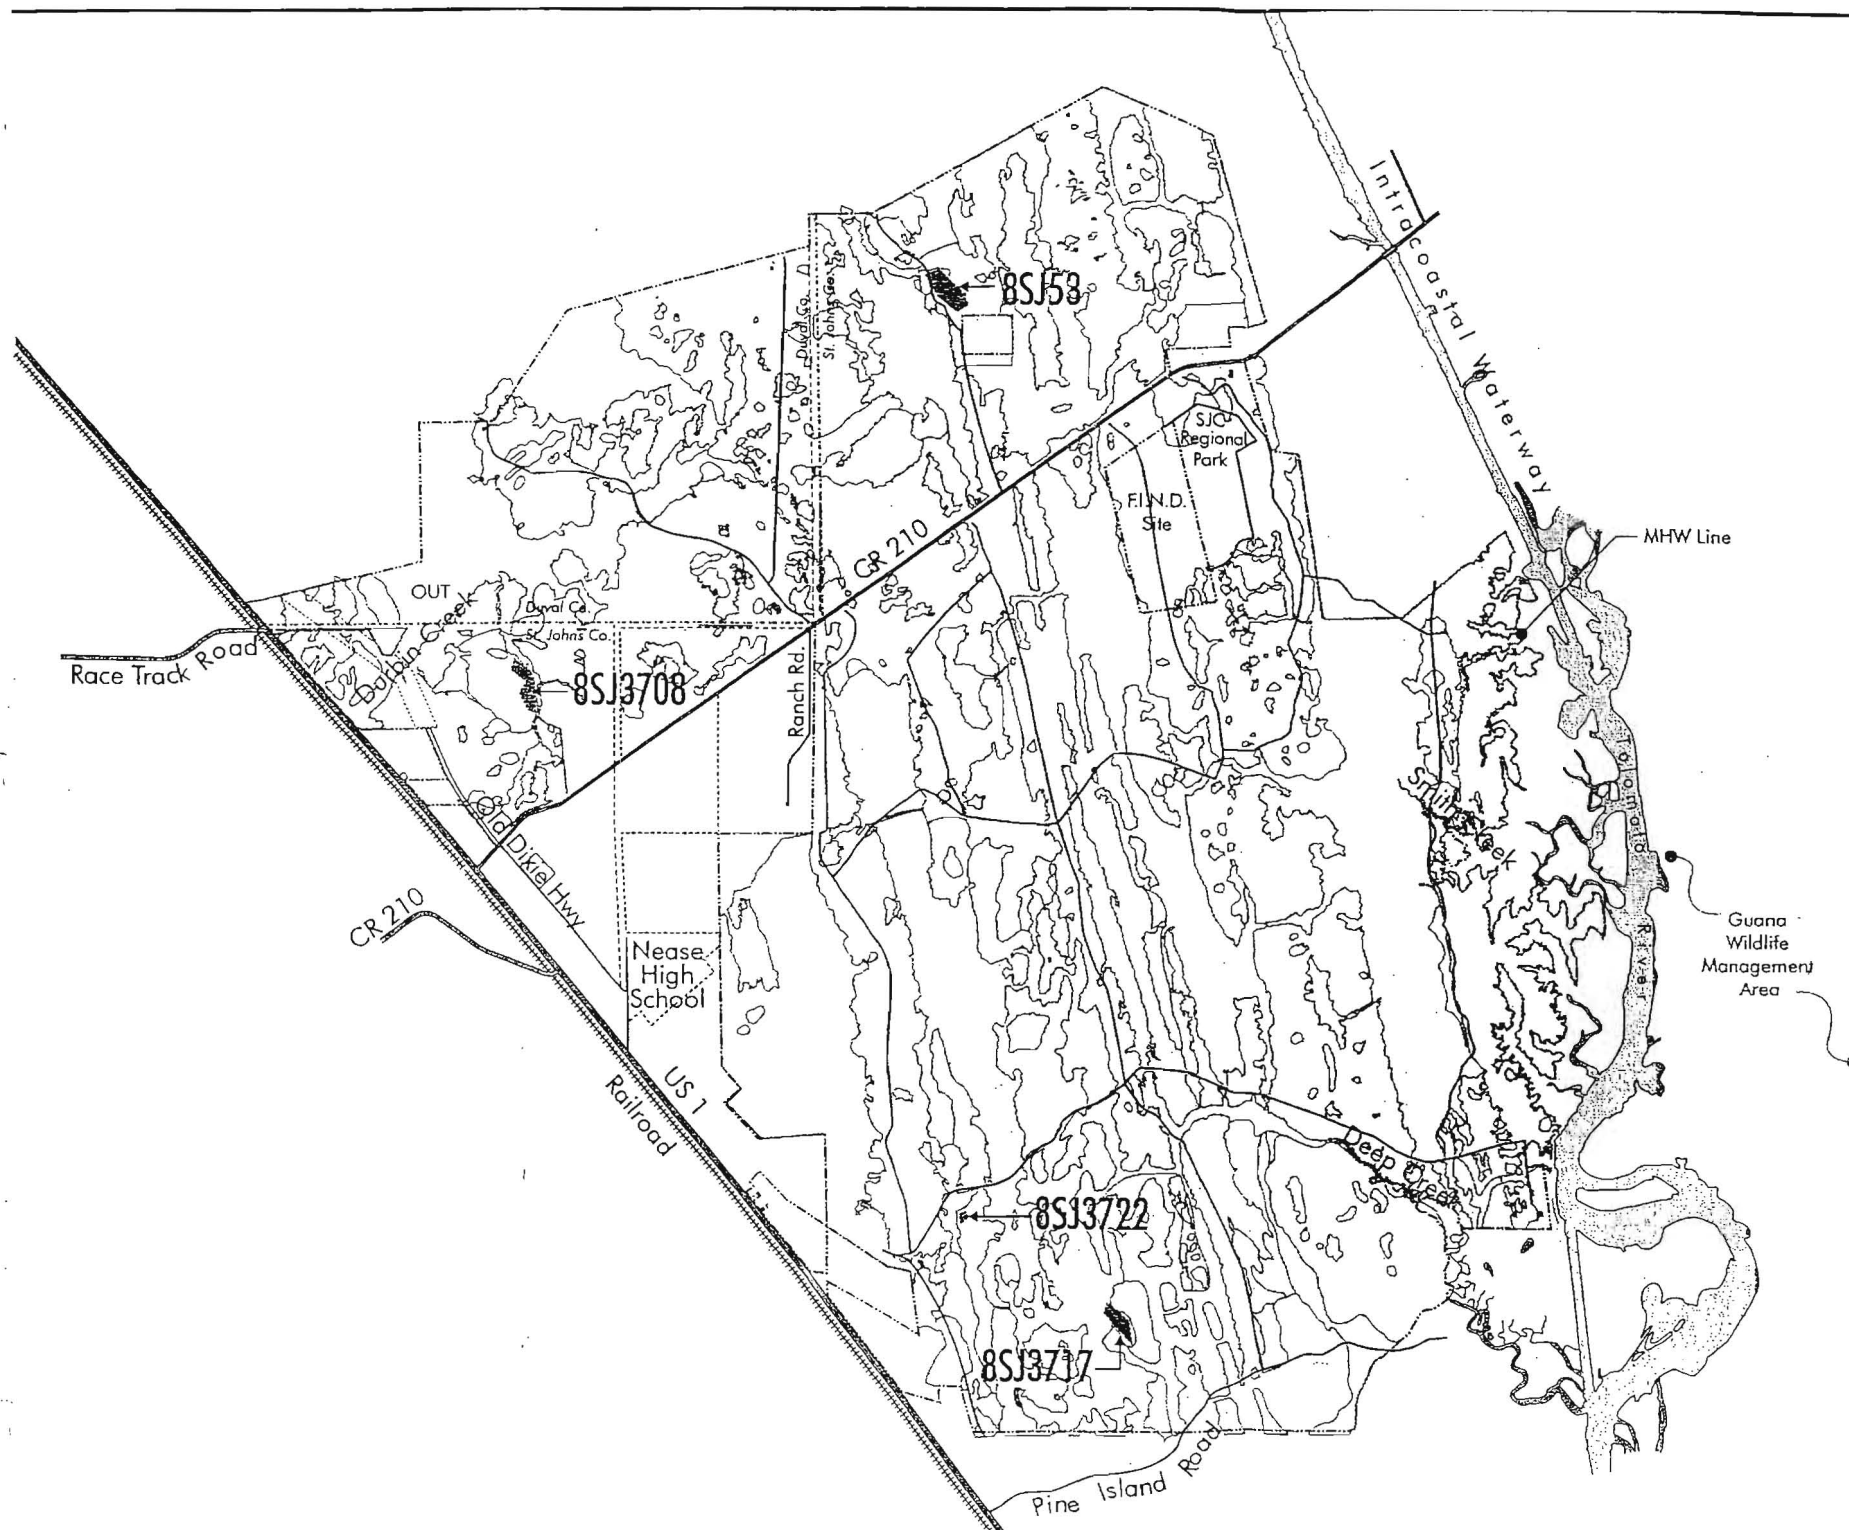 Intracoastal Waterway
8SJ53
Duval Co.
St. Johns Co.
SJC
Regional
Park
F.I.N.D.
Site
CR 210
MHW Line
OUT
Durbin Creek
Duval Co.
St. Johns Co.
Race Track Road
8SJ3708
Ranch Rd.
Tolomato River
Smith Creek
Old Dixie Hwy
CR 210
Guana
Wildlife
Management
Area
Nease
High
School
US 1
Railroad
Deep Creek
8SJ3722
8SJ3717
Pine Island Road